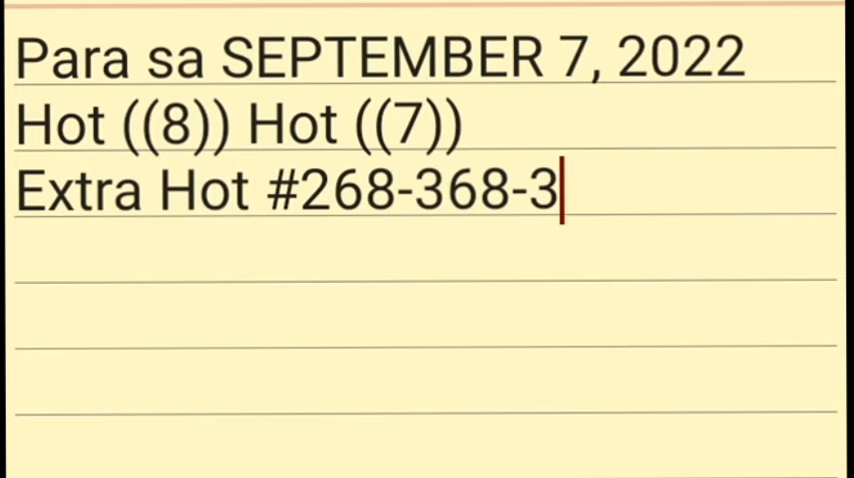 Para sa SEPTEMBER 7, 2022
Hot ((8)) Hot ((7))
Extra Hot #268-368-3